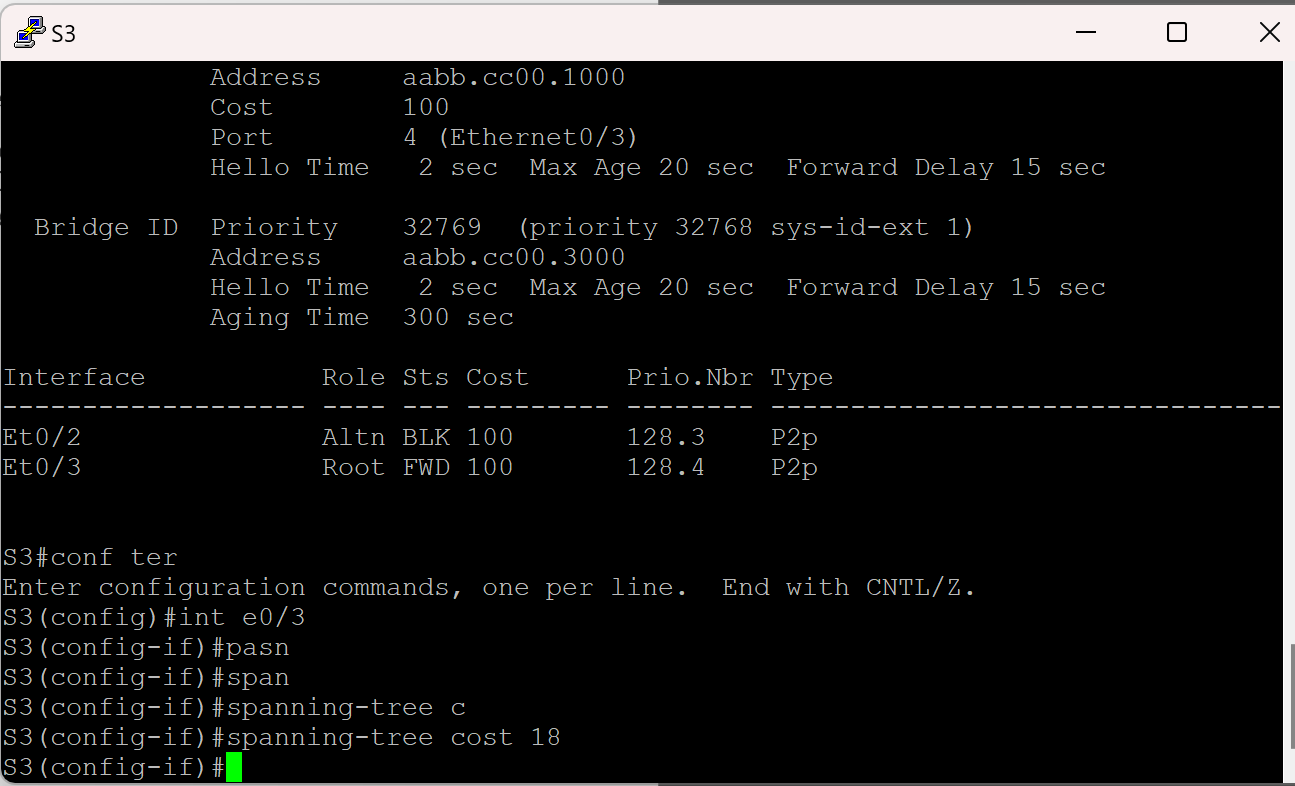 S3
Address aabb.cc00.1000
Cost 100
Port 4 (Ethernet0/3)
Hello Time 2 sec Max Age 20 sec Forward Delay 15 sec
Bridge ID Priority 32769 (priority 32768 sys-id-ext 1)
Address aabb.cc00.3000
Hello Time 2 sec Max Age 20 sec Forward Delay 15 sec
Aging Time 300 sec
Interface Role Sts Cost Prio.Nbr Type
------------------- ---- --- --------- -------- --------------------------------
Et0/2 Altn BLK 100 128.3 P2p
Et0/3 Root FWD 100 128.4 P2p
S3#conf ter
Enter configuration commands, one per line. End with CNTL/Z.
S3(config)#int e0/3
S3(config-if)#pasn
S3(config-if)#span
S3(config-if)#spanning-tree c
S3(config-if)#spanning-tree cost 18
S3(config-if)#